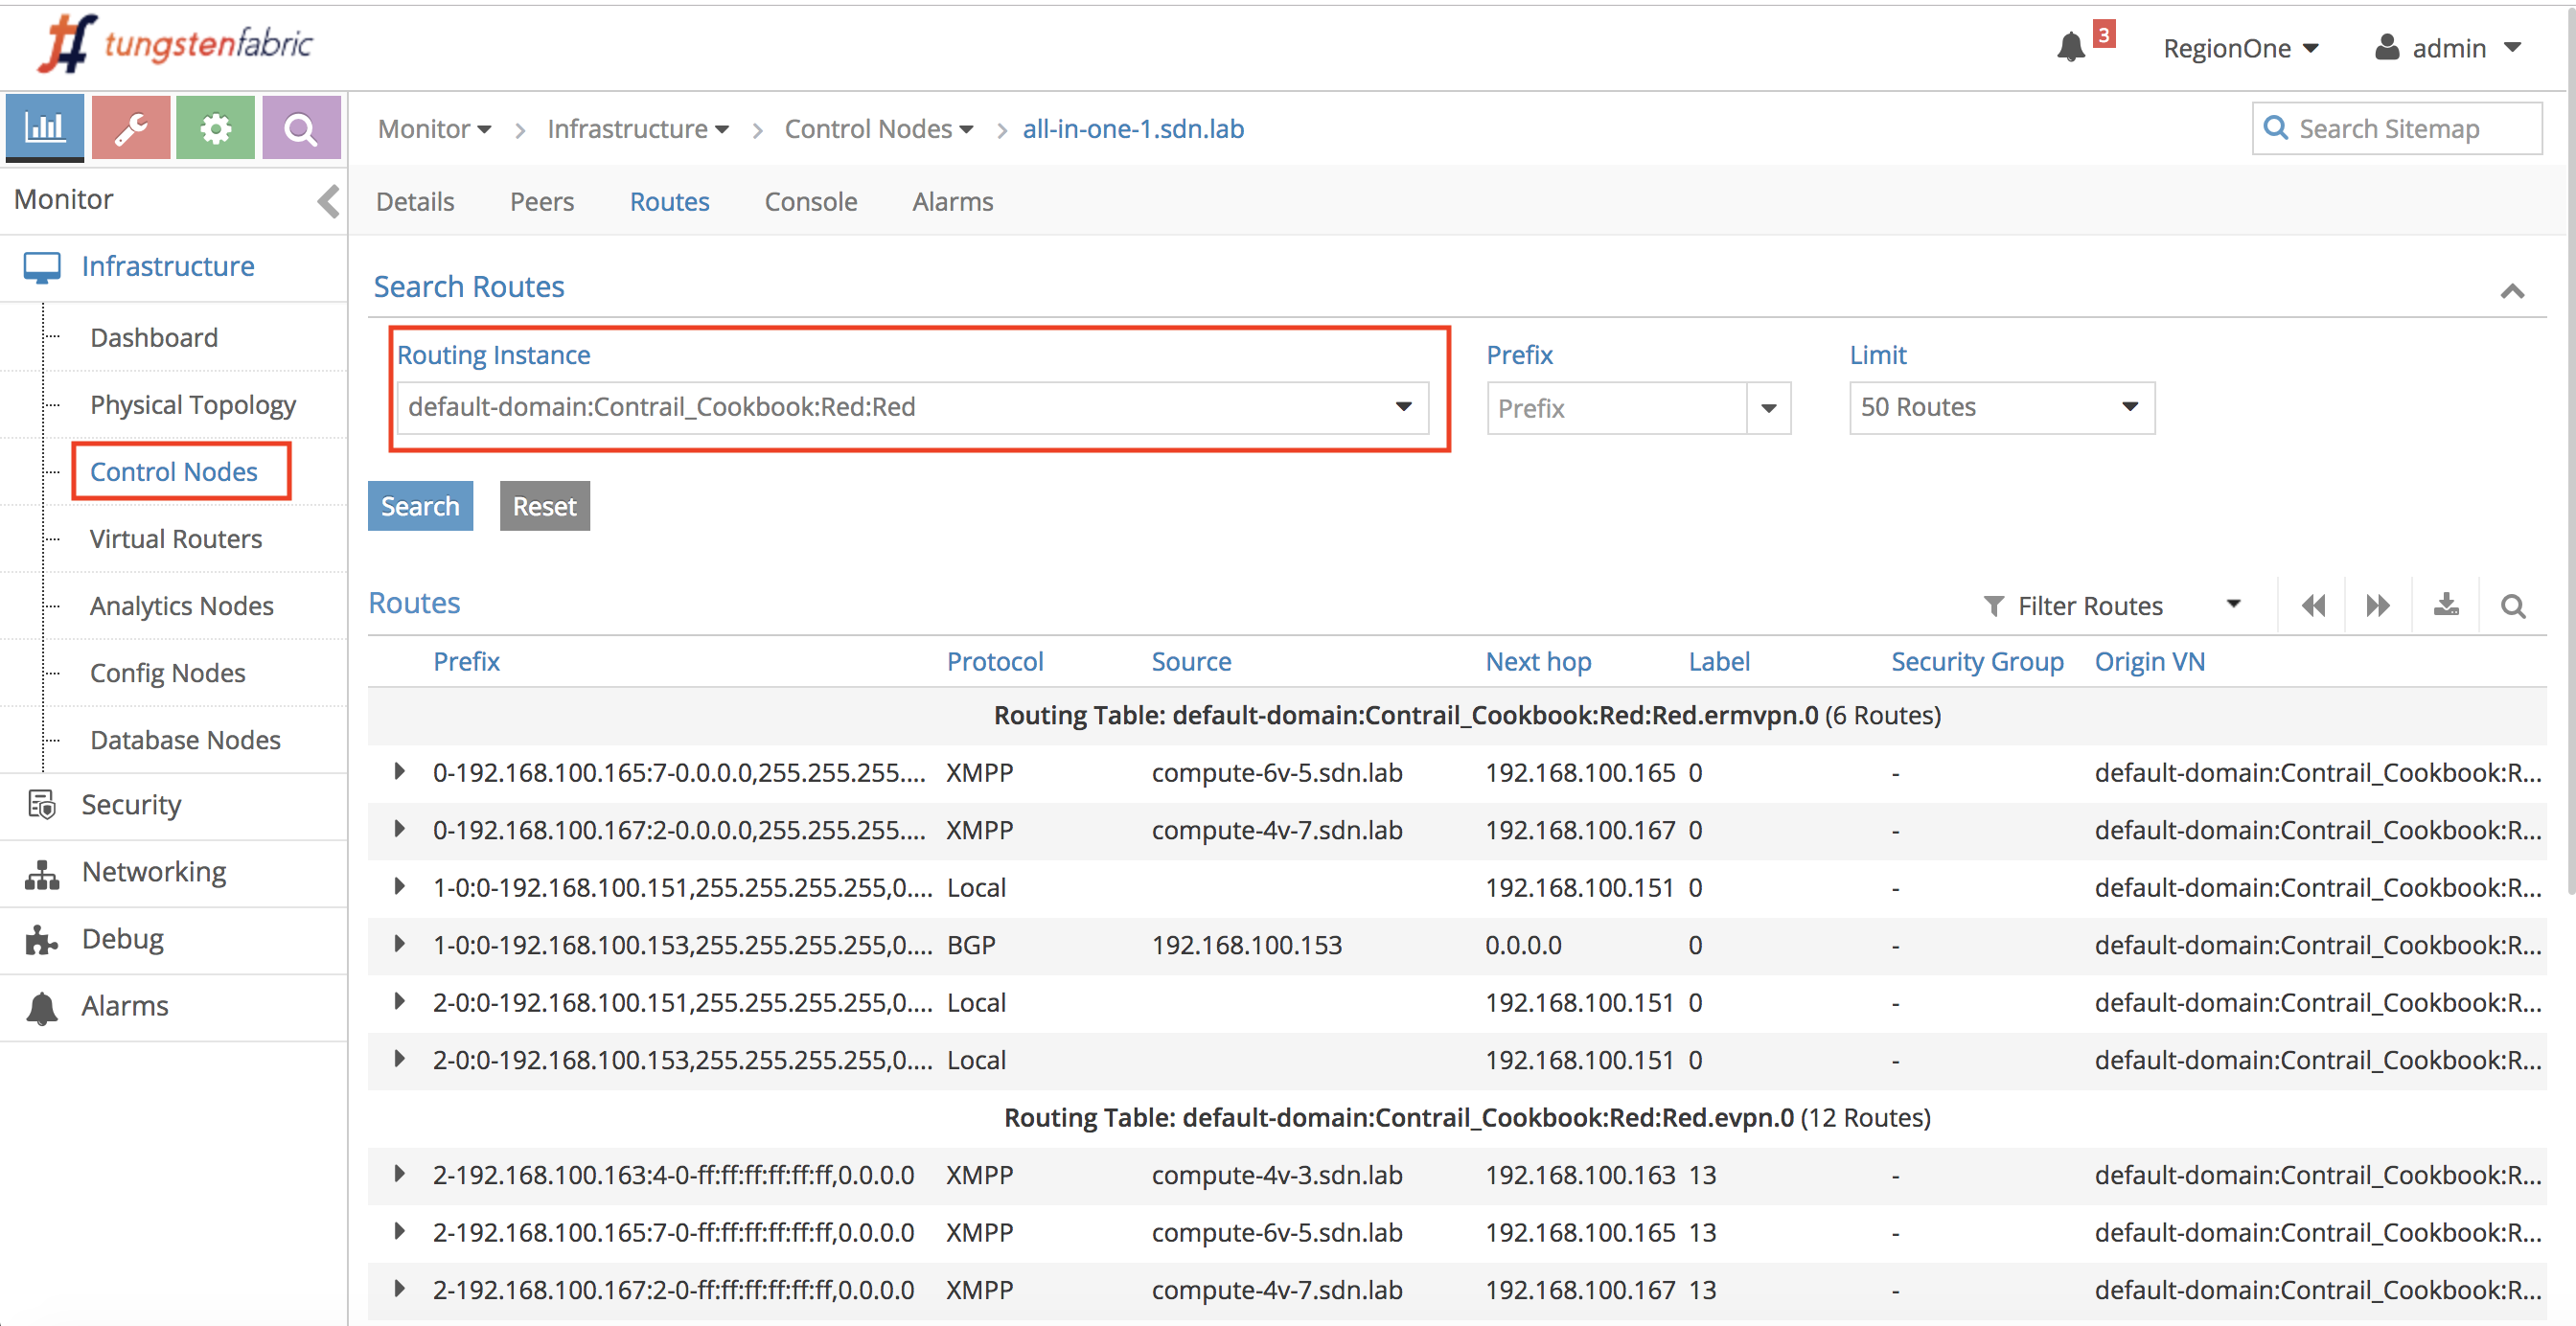 tungstenfabric
3
RegionOne
admin
Monitor
Infrastructure
Control Nodes
all-in-one-1.sdn.lab
Search Sitemap
Monitor
Details
Peers
Routes
Console
Alarms
Infrastructure
Dashboard
Physical Topology
Control Nodes
Virtual Routers
Analytics Nodes
Config Nodes
Database Nodes
Security
Networking
Debug
Alarms
Search Routes
Routing Instance
default-domain:Contrail_Cookbook:Red:Red
Prefix
Prefix
Limit
50 Routes
Search
Reset
Routes
Filter Routes
Prefix Protocol Source Next hop Label Security Group Origin VN
Routing Table: default-domain:Contrail_Cookbook:Red:Red.ermvpn.0 (6 Routes)
0-192.168.100.165:7-0.0.0.0,255.255.255.... XMPP compute-6v-5.sdn.lab 192.168.100.165 0 - default-domain:Contrail_Cookbook:R...
0-192.168.100.167:2-0.0.0.0,255.255.255.... XMPP compute-4v-7.sdn.lab 192.168.100.167 0 - default-domain:Contrail_Cookbook:R...
1-0:0-192.168.100.151,255.255.255.255,0.... Local 192.168.100.151 0 - default-domain:Contrail_Cookbook:R...
1-0:0-192.168.100.153,255.255.255.255,0.... BGP 192.168.100.153 0.0.0.0 0 - default-domain:Contrail_Cookbook:R...
2-0:0-192.168.100.151,255.255.255.255,0.... Local 192.168.100.151 0 - default-domain:Contrail_Cookbook:R...
2-0:0-192.168.100.153,255.255.255.255,0.... Local 192.168.100.151 0 - default-domain:Contrail_Cookbook:R...
Routing Table: default-domain:Contrail_Cookbook:Red:Red.evpn.0 (12 Routes)
2-192.168.100.163:4-0-ff:ff:ff:ff:ff:ff,0.0.0.0 XMPP compute-4v-3.sdn.lab 192.168.100.163 13 - default-domain:Contrail_Cookbook:R...
2-192.168.100.165:7-0-ff:ff:ff:ff:ff:ff,0.0.0.0 XMPP compute-6v-5.sdn.lab 192.168.100.165 13 - default-domain:Contrail_Cookbook:R...
2-192.168.100.167:2-0-ff:ff:ff:ff:ff:ff,0.0.0.0 XMPP compute-4v-7.sdn.lab 192.168.100.167 13 - default-domain:Contrail_Cookbook:R...